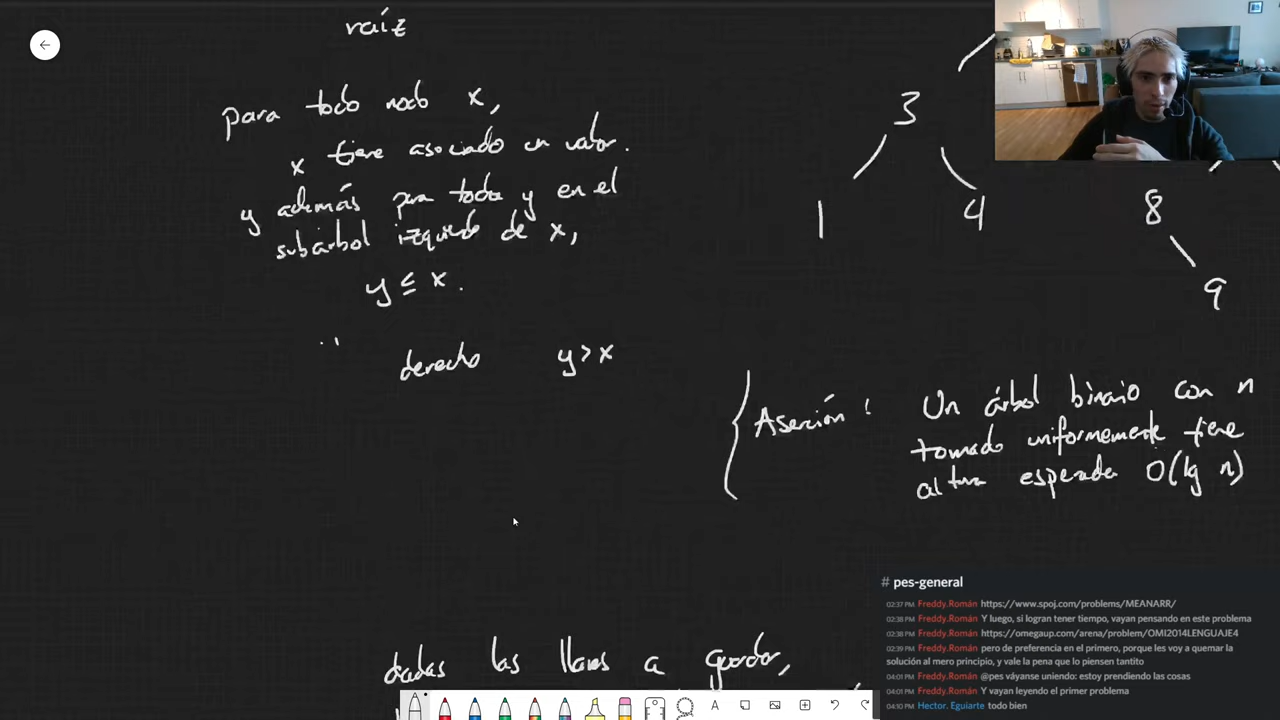 raíz
para todo nodo x,
x tiene asociado un valor.
y además para todo y en el
subárbol izquierdo de x,
y ≤ x.
derecho y > x
3
1 4
8
9
Aserción: Un árbol binario con n
tomado uniformemente tiene
altura esperada O(lg n)
dadas las llaves a guardar,
# pes-general
02:37 PM Freddy.Román https://www.spoj.com/problems/MEANARR/
02:38 PM Freddy.Román Y luego, si logran tener tiempo, vayan pensando en este problema
02:38 PM Freddy.Román https://omegaup.com/arena/problem/OMI2014LENGUAJE4
02:39 PM Freddy.Román pero de preferencia en el primero, porque les voy a quemar la
solución al mero principio, y vale la pena que lo piensen tantito
04:01 PM Freddy.Román @pes váyanse uniendo: estoy prendiendo las cosas
04:01 PM Freddy.Román Y vayan leyendo el primer problema
04:10 PM Hector. Eguiarte todo bien
A